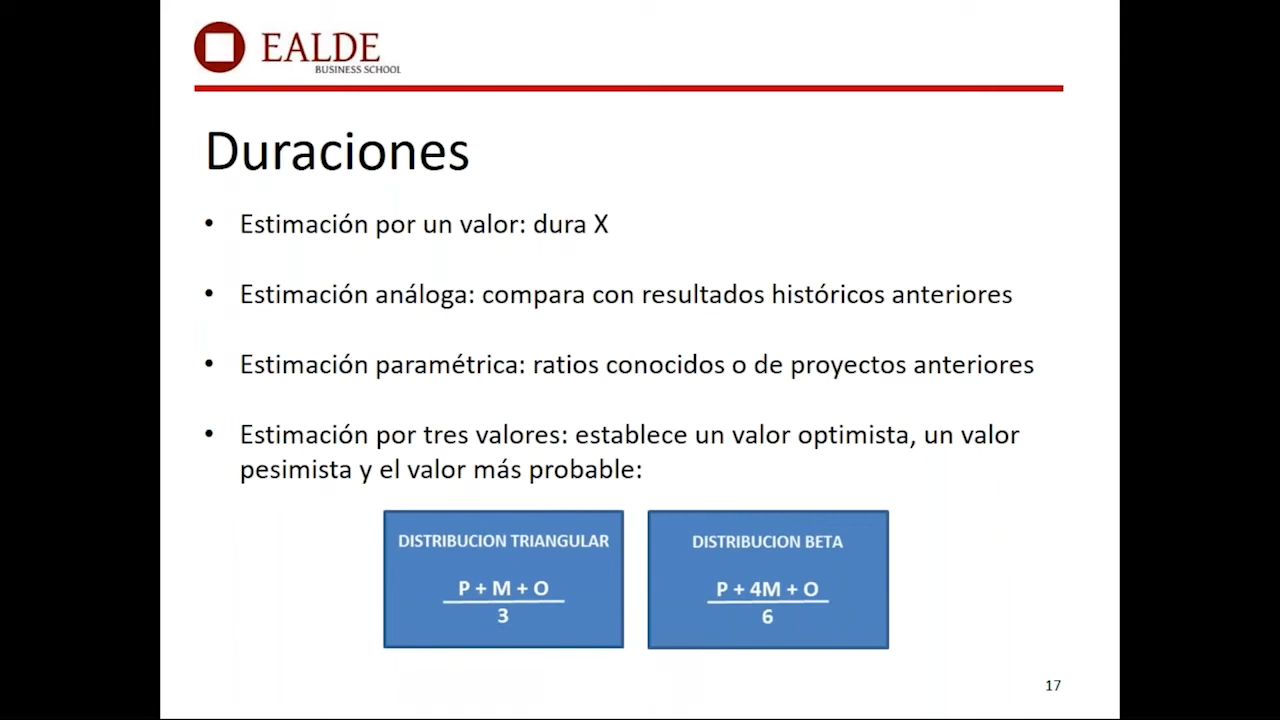 EALDE
BUSINESS SCHOOL
Duraciones
• Estimación por un valor: dura X
• Estimación análoga: compara con resultados históricos anteriores
• Estimación paramétrica: ratios conocidos o de proyectos anteriores
• Estimación por tres valores: establece un valor optimista, un valor
pesimista y el valor más probable:
DISTRIBUCION TRIANGULAR
P + M + O
3
DISTRIBUCION BETA
P + 4M + O
6
17